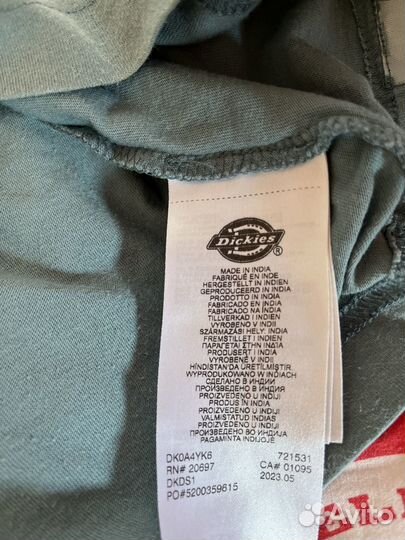 Dickies ®
MADE IN INDIA
FABRIQUÉ EN INDE
HERGESTELLT IN INDIEN
GEPRODUCEERD IN INDIA
PRODOTTO IN INDIA
FABRICADO EN INDIA
FABRICADO NA ÍNDIA
TILLVERKAD I INDIEN
VYROBENO V INDII
SZÁRMAZÁSI HELY: INDIA
FREMSTILLET I INDIEN
ΠΑΡΑΓΕΤΑΙ ΣΤΗΝ ΙΝΔΙΑ
PRODUSERT I INDIA
VYROBENÉ V INDII
HİNDİSTAN'DA ÜRETİLMİŞTİR.
WYPRODUKOWANO W INDIACH
СДЕЛАНО В ИНДИИ
PROIZVEDENO U INDIJI
PRODUS ÎN INDIA
PROIZVEDENO U INDIJI
VALMISTATUD INDIAS
PROIZVEDENO U INDIJI
ПРОИЗВЕДЕНО ВО ИНДИЈА
PAGAMINTA INDIJOJE
DK0A4YK6 721531
RN# 20697 CA# 01095
DKDS1 2023.05
PO#5200359615
Avito